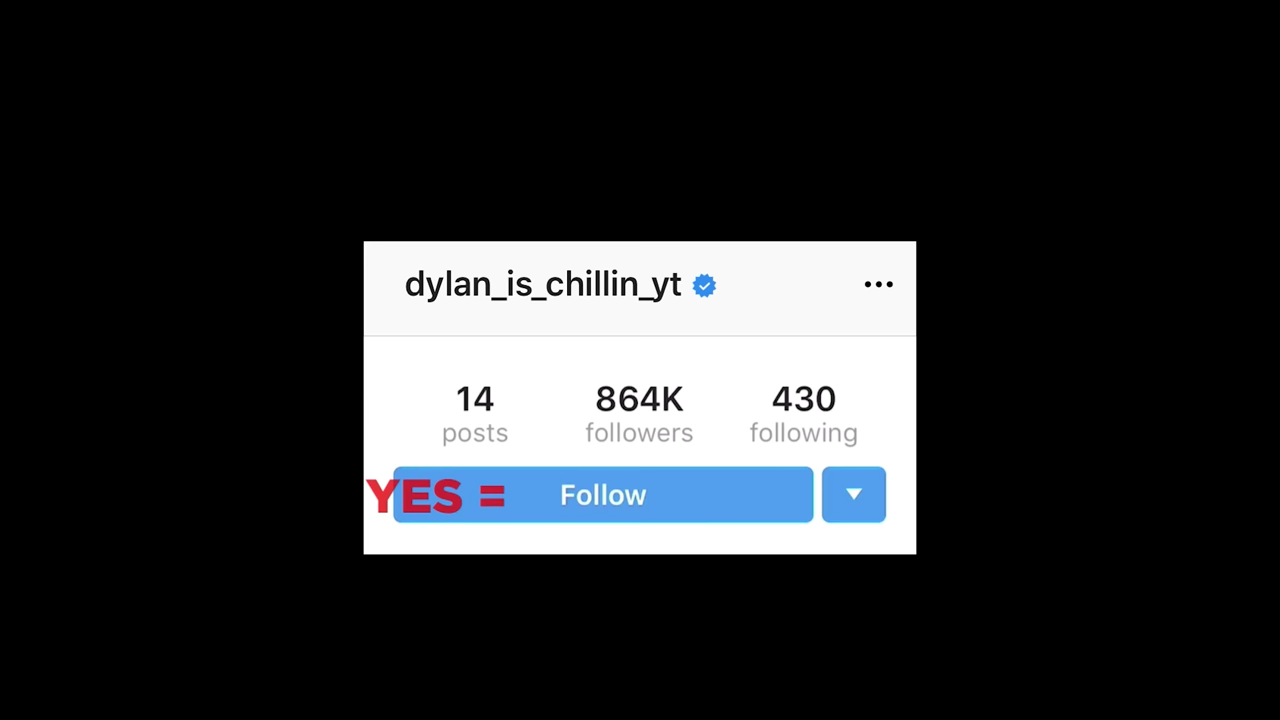 dylan_is_chillin_yt
14 864K 430
posts followers following
YES = Follow